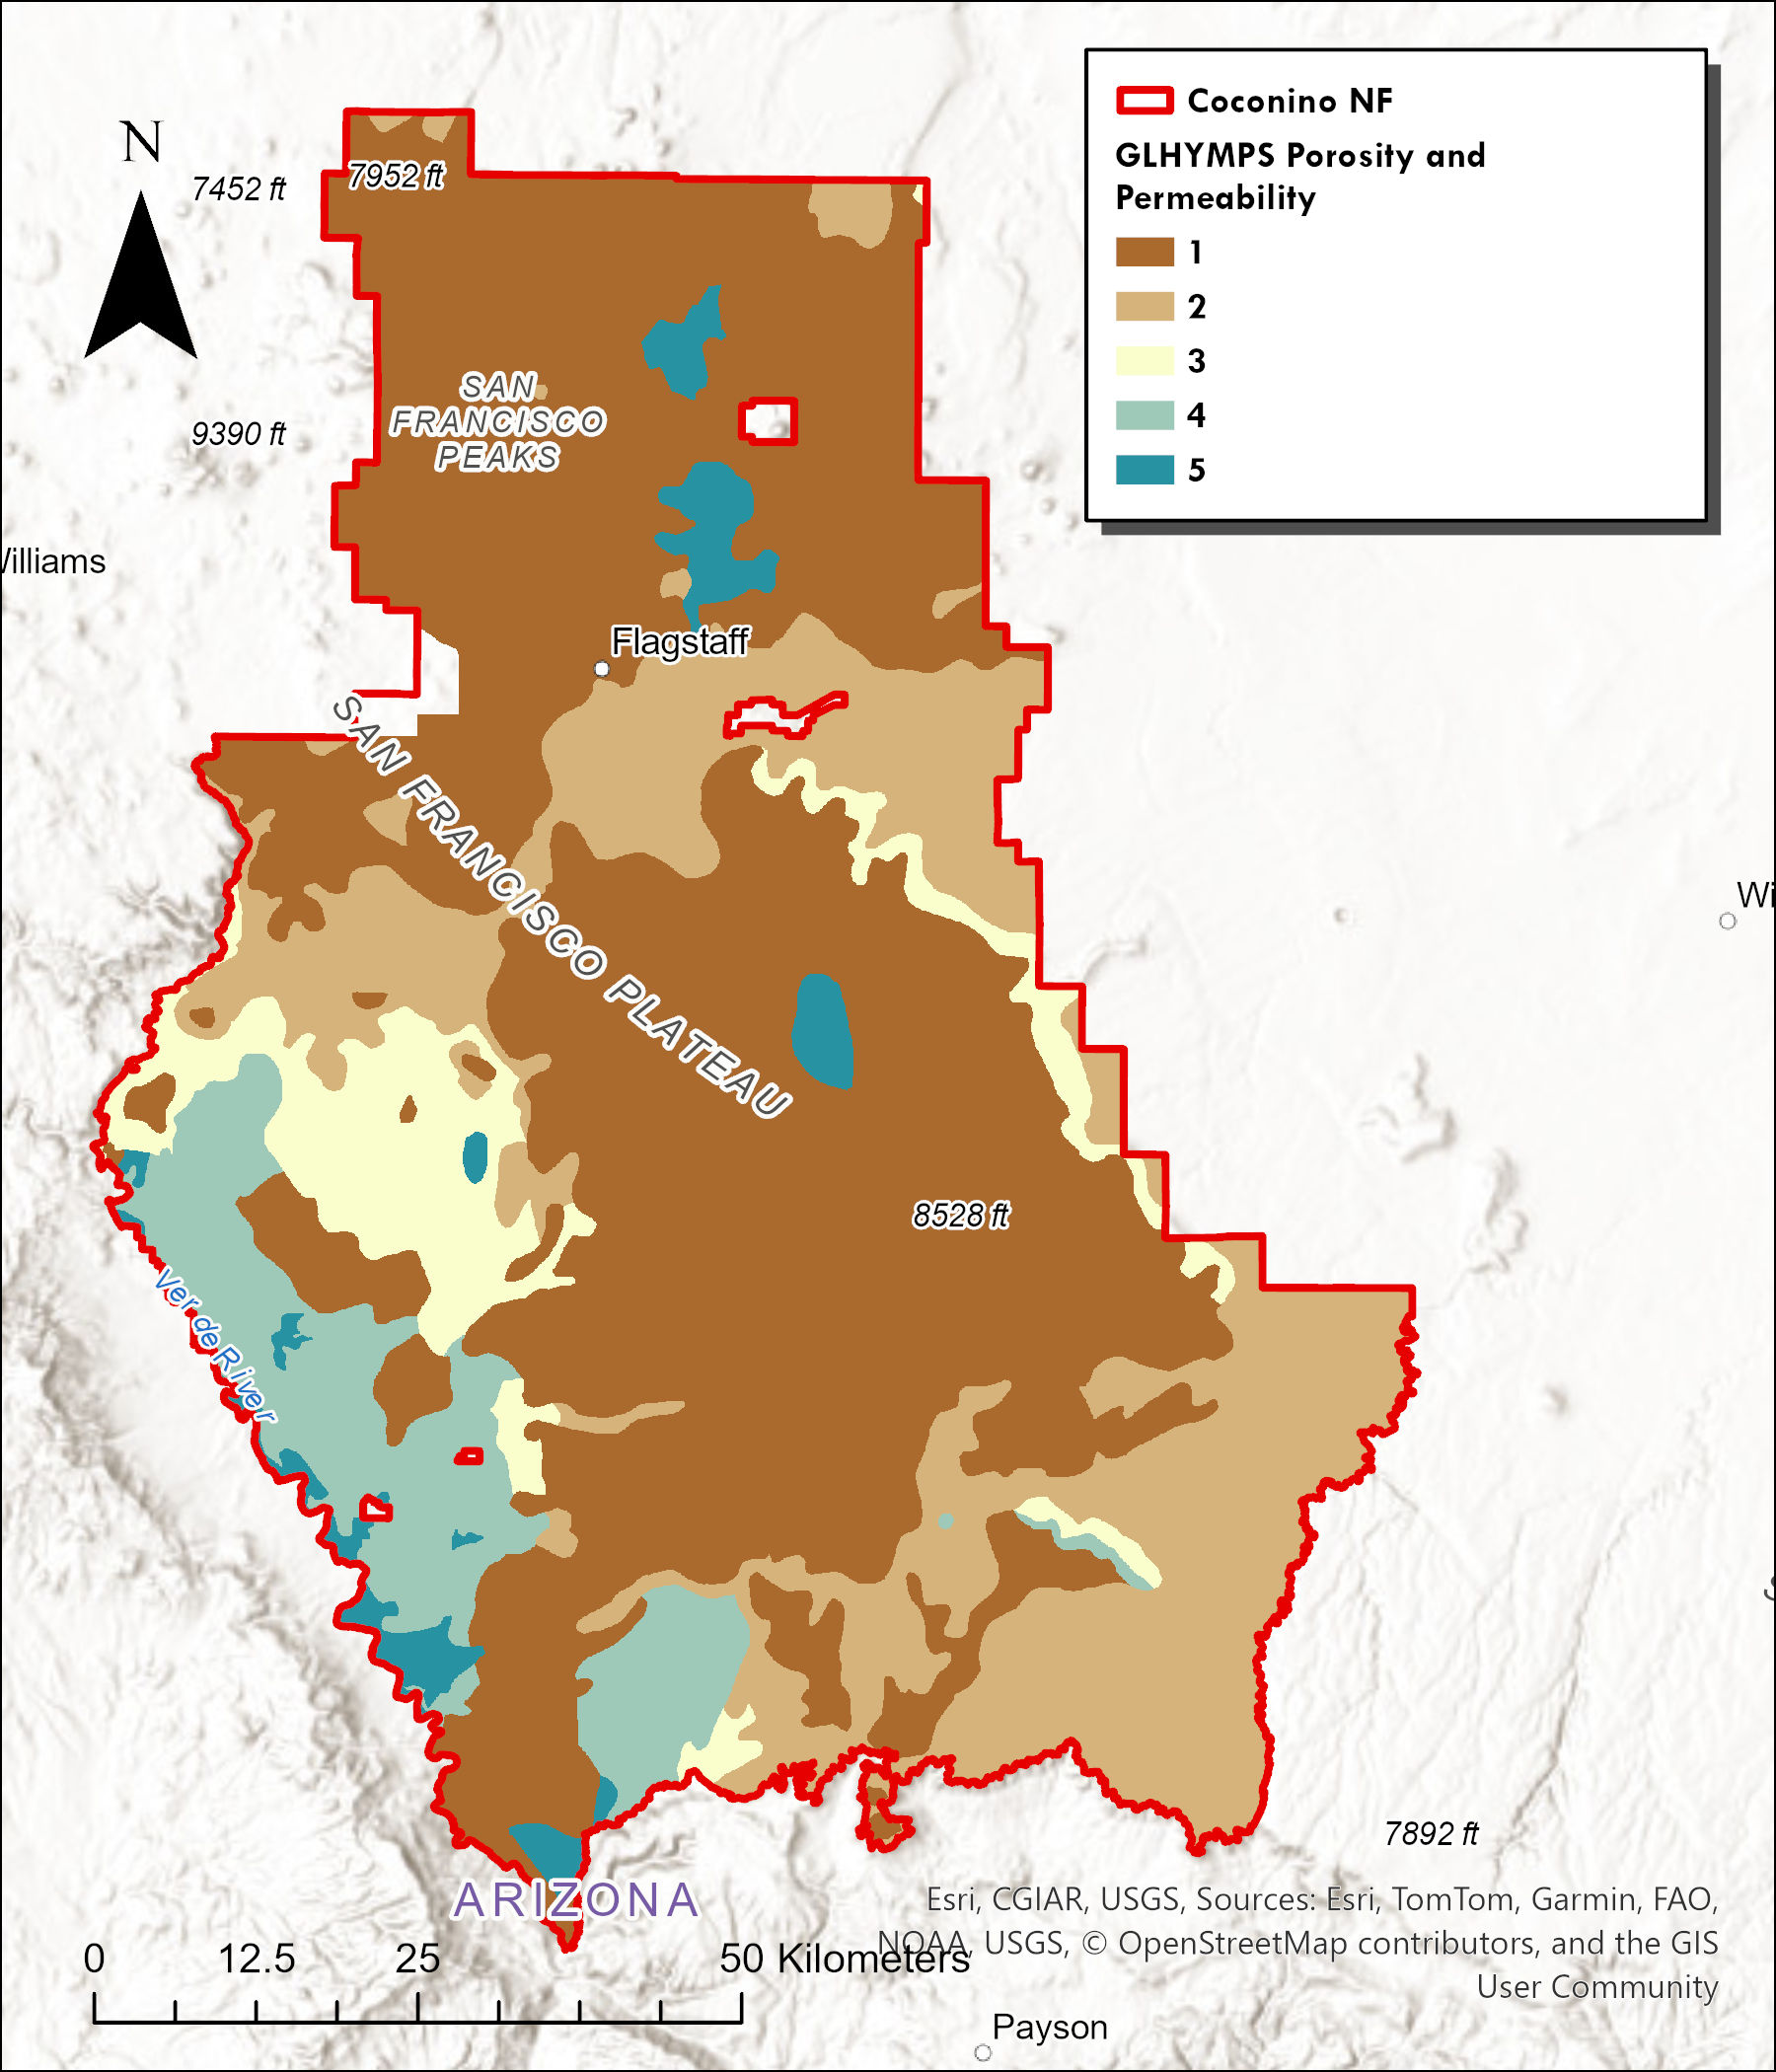 N
7452 ft
7952 ft
Coconino NF
GLHYMPS Porosity and
Permeability
1
2
3
4
5
SAN
FRANCISCO
PEAKS
9390 ft
Villiams
Flagstaff
SAN FRANCISCO PLATEAU
Wi
8528 ft
Verde River
7892 ft
ARIZONA
Esri, CGIAR, USGS, Sources: Esri, TomTom, Garmin, FAO,
NOAA, USGS, © OpenStreetMap contributors, and the GIS
User Community
0 12.5 25 50 Kilometers
Payson